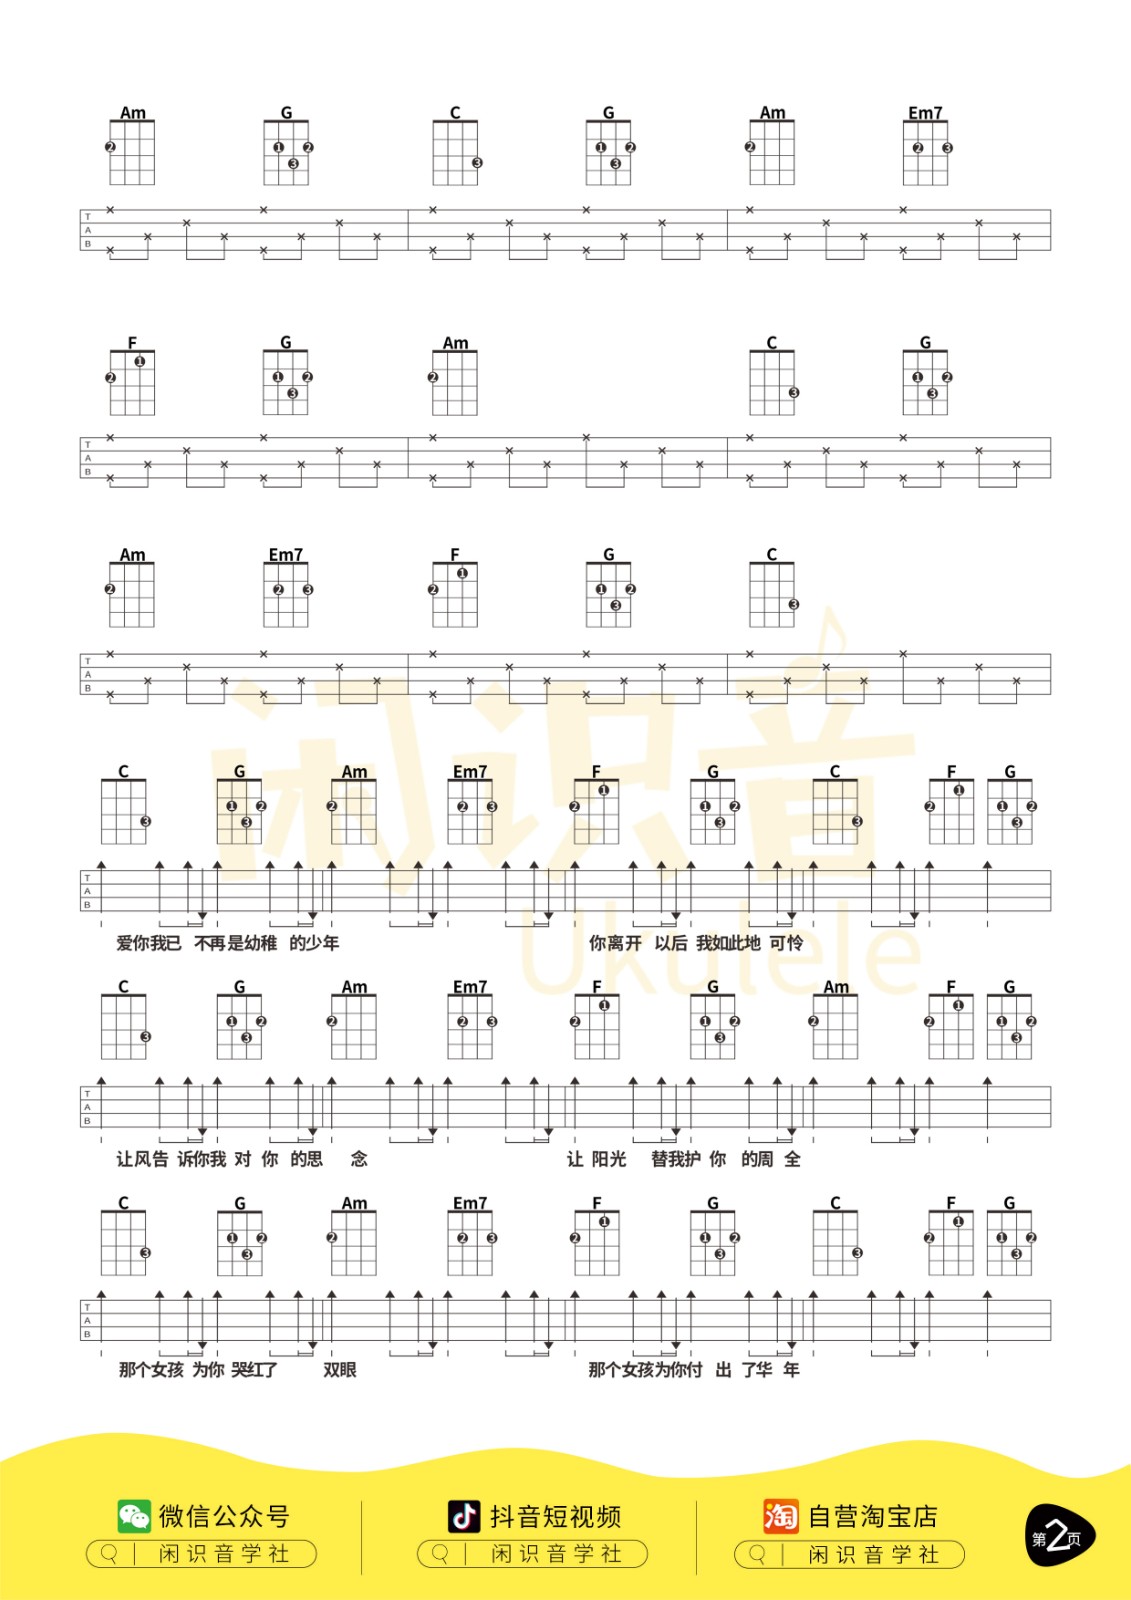 Am G C G Am Em7
T
A
B
F G Am C G
T
A
B
Am Em7 F G C
T
A
B
C G Am Em7 F G C F G
T
A
B
爱你我已 不再是幼稚 的少年 你离开 以后 我如此地 可怜
C G Am Em7 F G Am F G
T
A
B
让风告 诉你我 对 你 的思 念 让 阳光 替我护 你 的周 全
C G Am Em7 F G C F G
T
A
B
那个女孩 为你 哭红了 双眼 那个女孩为你付 出 了华 年
闲识音
Ukulele
微信公众号 抖音短视频 淘 自营淘宝店
闲识音学社 闲识音学社 闲识音学社
第2页